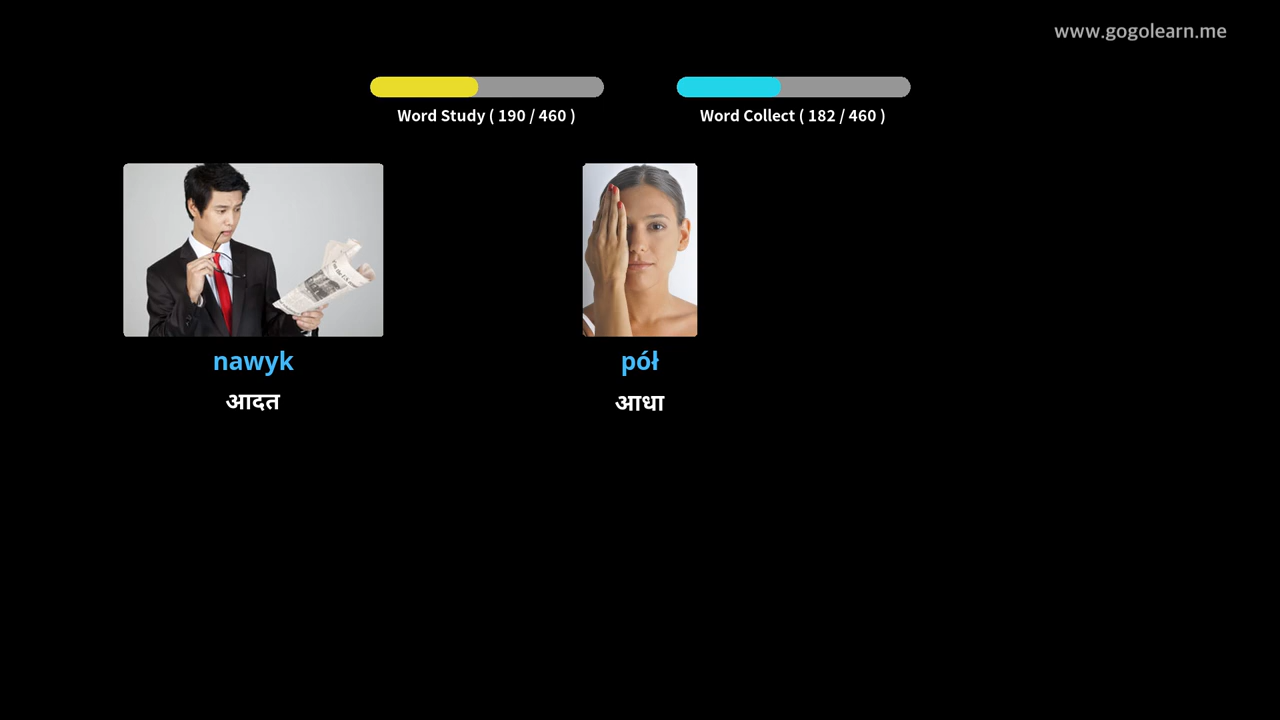 www.gogolearn.me
Word Study ( 190 / 460 )
Word Collect ( 182 / 460 )
nawyk
आदत
pół
आधा